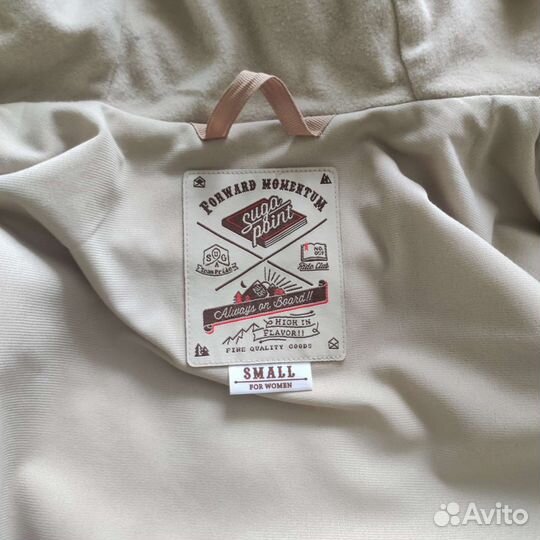 FORWARD MOMENTUM
Suga
point
S U G
A
NO.
Ride Club
Always on Board!!
HIGH IN
FLAVOR!!
FINE QUALITY GOODS
SMALL
FOR WOMEN
Avito